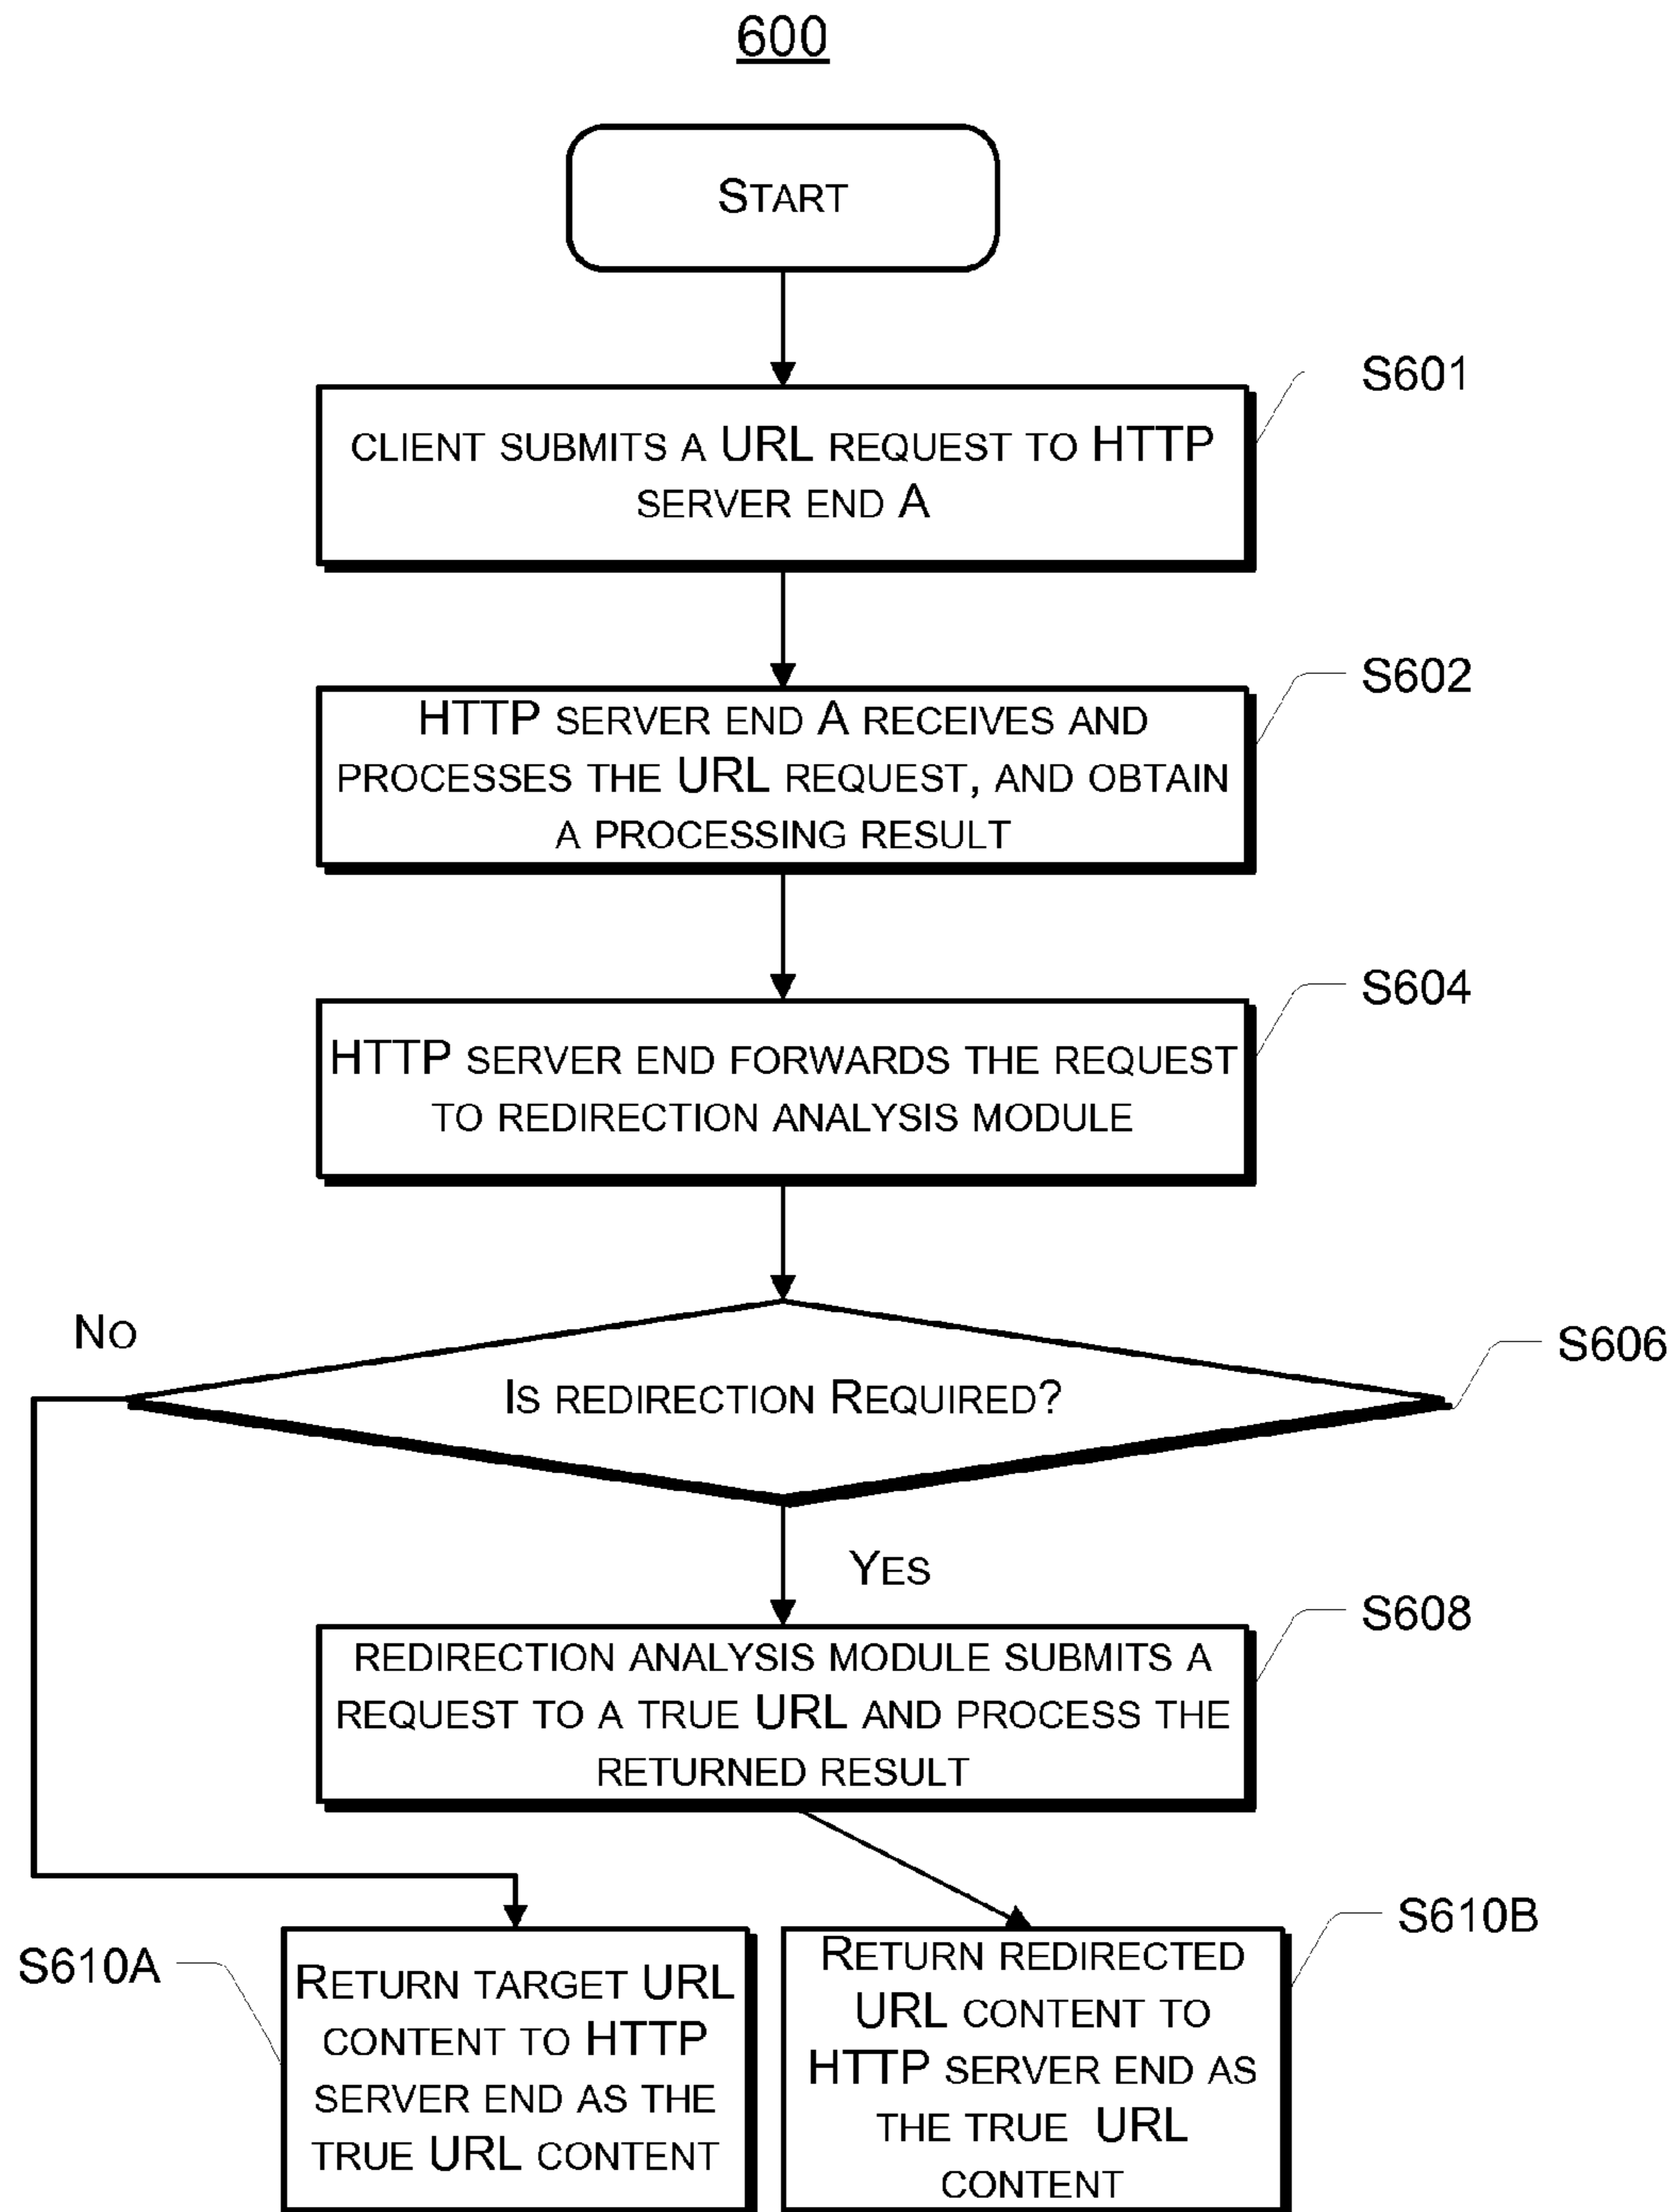 600
START
S601
CLIENT SUBMITS A URL REQUEST TO HTTP
SERVER END A
S602
HTTP SERVER END A RECEIVES AND
PROCESSES THE URL REQUEST, AND OBTAIN
A PROCESSING RESULT
S604
HTTP SERVER END FORWARDS THE REQUEST
TO REDIRECTION ANALYSIS MODULE
NO
S606
IS REDIRECTION REQUIRED?
YES
S608
REDIRECTION ANALYSIS MODULE SUBMITS A
REQUEST TO A TRUE URL AND PROCESS THE
RETURNED RESULT
S610A
RETURN TARGET URL
CONTENT TO HTTP
SERVER END AS THE
TRUE URL CONTENT
S610B
RETURN REDIRECTED
URL CONTENT TO
HTTP SERVER END AS
THE TRUE URL
CONTENT